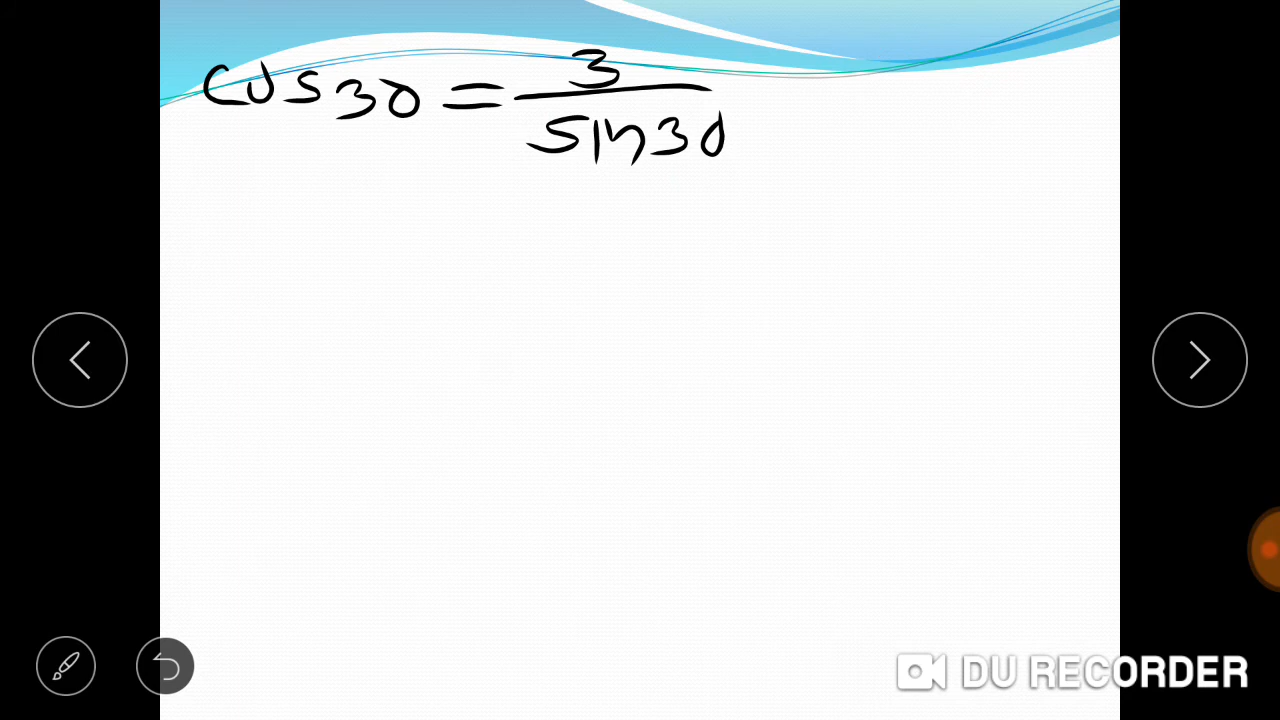 cos30 = 3/sin30
DU RECORDER